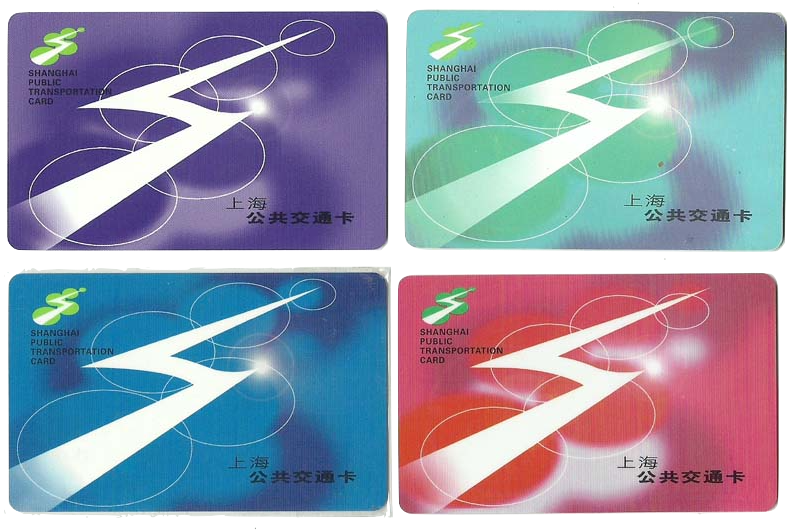 SHANGHAI
PUBLIC
TRANSPORTATION
CARD
上海
公共交通卡
SHANGHAI
PUBLIC
TRANSPORTATION
CARD
上海
公共交通卡
SHANGHAI
PUBLIC
TRANSPORTATION
CARD
上海
公共交通卡
SHANGHAI
PUBLIC
TRANSPORTATION
CARD
上海
公共交通卡